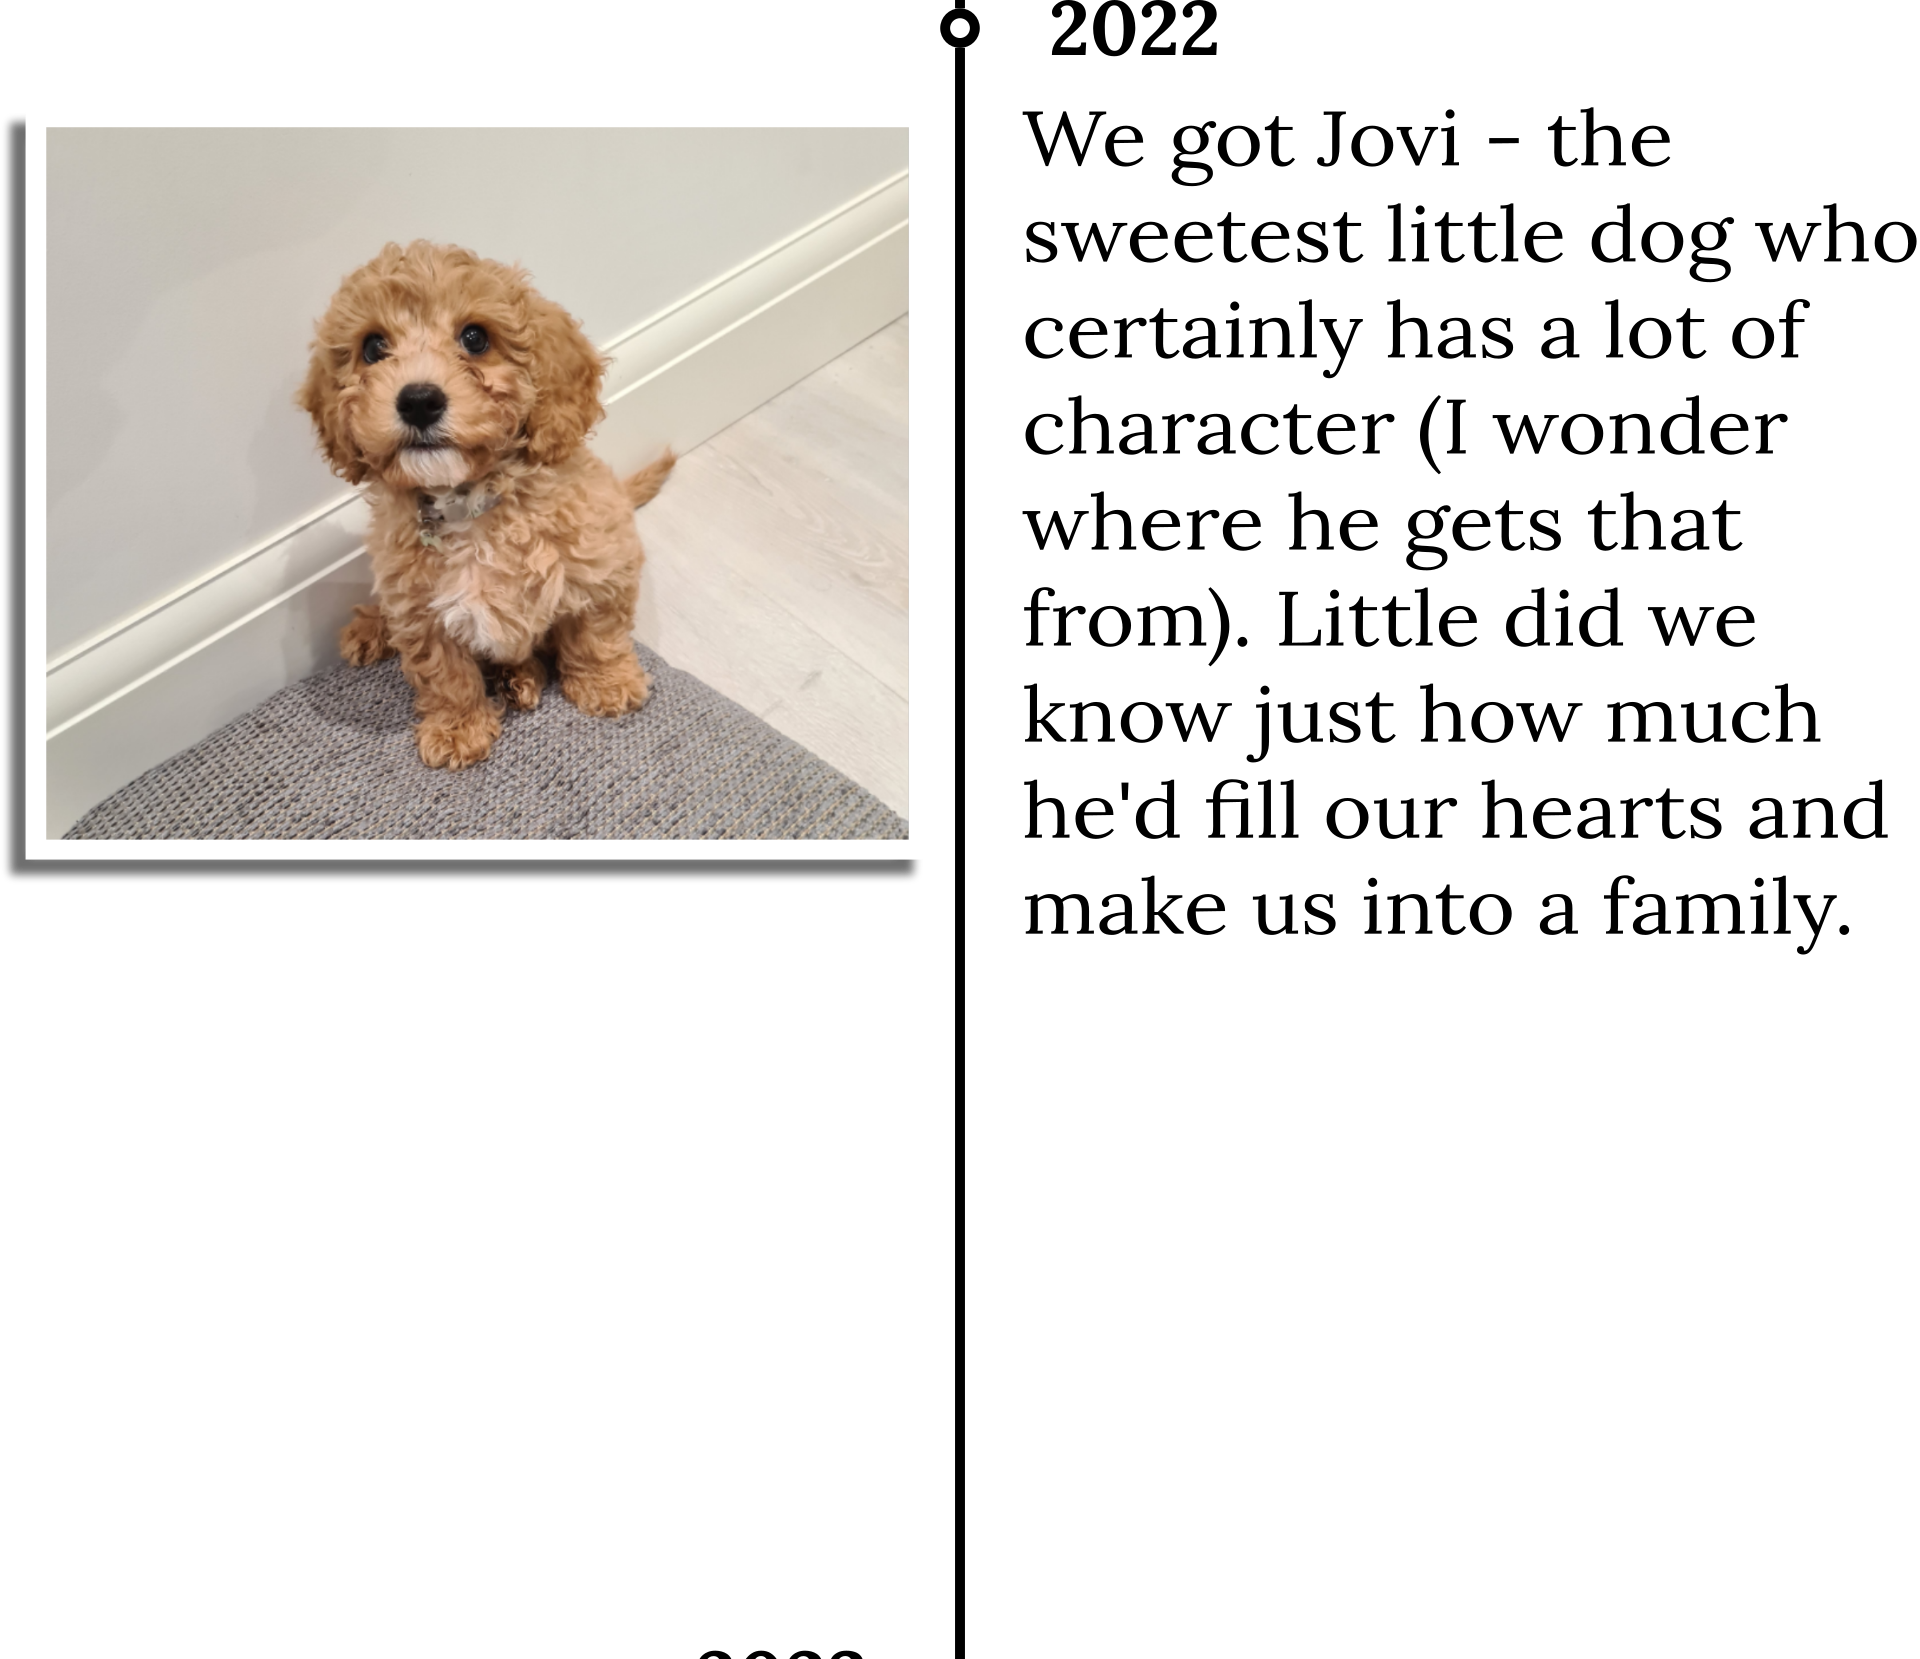 2022
We got Jovi - the
sweetest little dog who
certainly has a lot of
character (I wonder
where he gets that
from). Little did we
know just how much
he'd fill our hearts and
make us into a family.